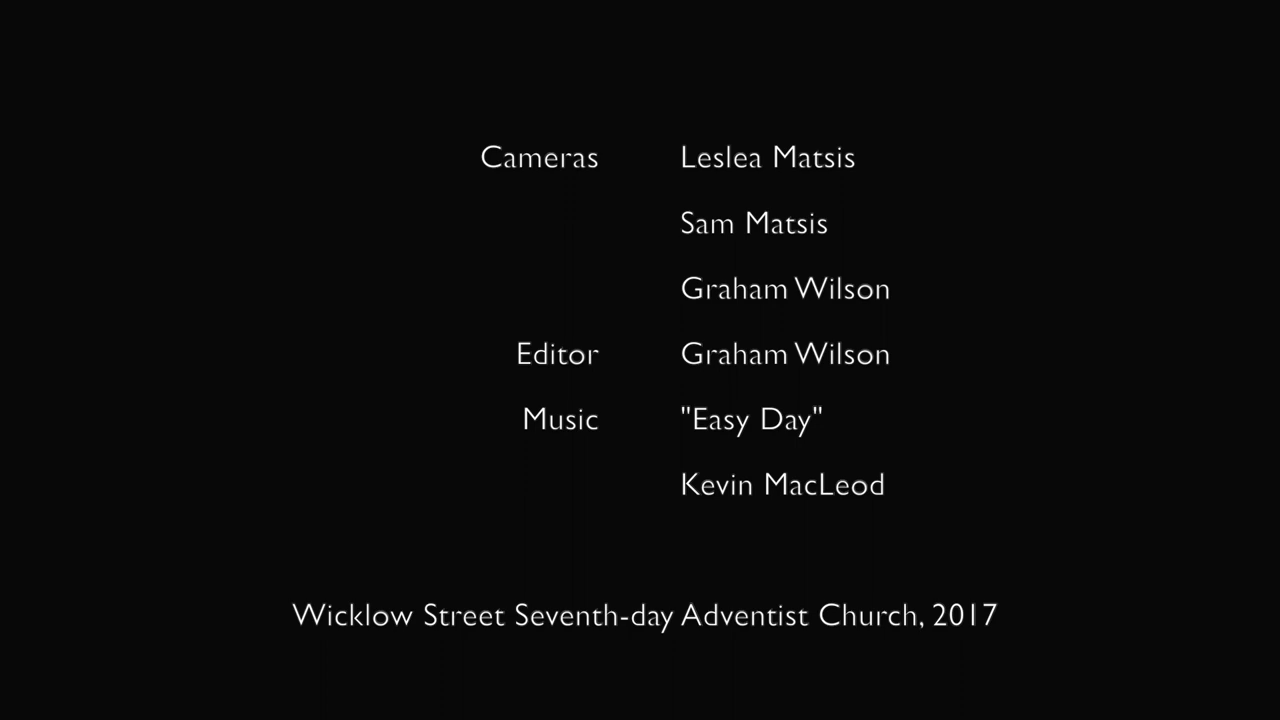 Cameras Leslea Matsis
Sam Matsis
Graham Wilson
Editor Graham Wilson
Music "Easy Day"
Kevin MacLeod
Wicklow Street Seventh-day Adventist Church, 2017